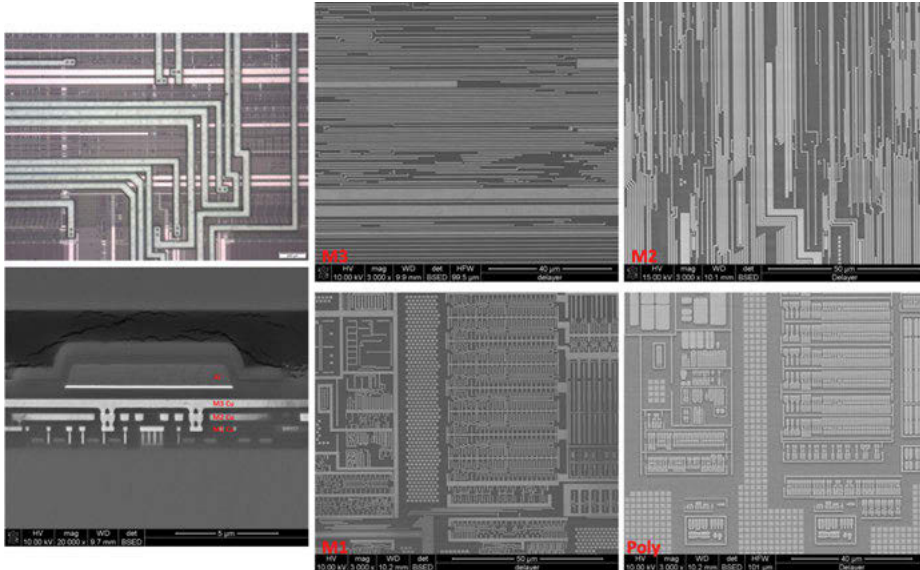 M3
HV mag WD det HFW 40 µm
10.00 kV 3 000 x 9.9 mm BSED 99.5 µm delayer
M2
HV mag WD det 50 µm
15.00 kV 3 000 x 10.1 mm BSED delayer
M3 Cu
M2 Cu
HV mag WD det 5 µm
10.00 kV 20 000 x 9.7 mm BSED
M1
HV mag WD det 50 µm
10.00 kV 3 000 x 10.2 mm BSED delayer
Poly
HV mag WD det HFW 40 µm
10.00 kV 3 000 x 10.2 mm BSED 101 µm delayer